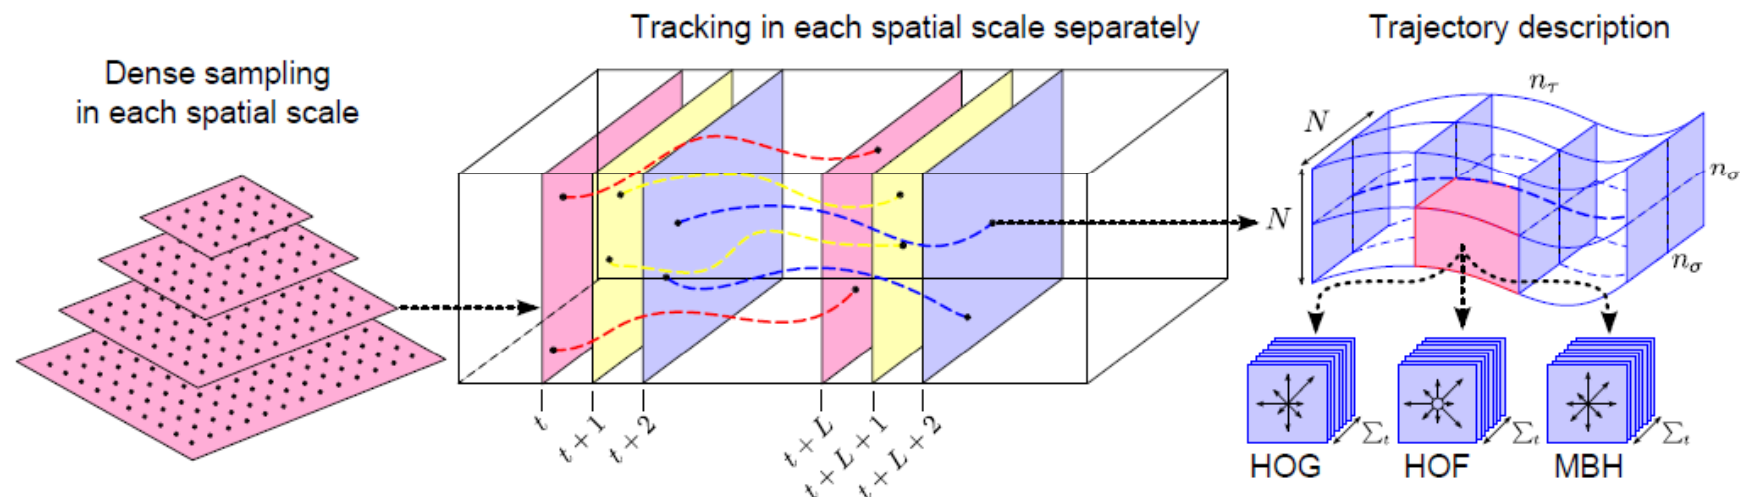 Dense sampling
in each spatial scale
Tracking in each spatial scale separately
t
t + 1
t + 2
t + L
t + L + 1
t + L + 2
Trajectory description
n_τ
N
N
n_σ
n_σ
Σ_t
Σ_t
Σ_t
HOG
HOF
MBH